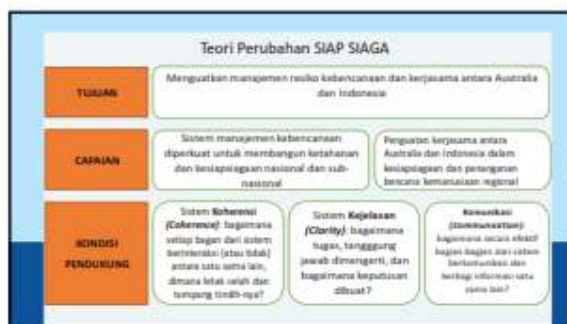 Teori Perubahan SIAP SIAGA
TUJUAN
Menguatkan manajemen resiko kebencanaan dan kerjasama antara Australia
dan Indonesia
CAPAIAN
Sistem manajemen kebencanaan
diperkuat untuk membangun ketahanan
dan kesiapsiagaan nasional dan sub-
nasional
Penguatan kerjasama antara
Australia dan Indonesia dalam
kesiapsiagaan dan penanganan
bencana kemanusiaan regional
KONDISI
PENDUKUNG
Sistem Koherensi
(Coherence): bagaimana
setiap bagan dari sistem
berinteraksi (atau tidak)
antara satu sama lain,
dimana letak celah dan
tumpang tindih-nya?
Sistem Kejelasan
(Clarity): bagaimana
tugas, tangggung
jawab dimengerti, dan
bagaimana keputusan
dibuat?
Komunikasi
(Communication):
bagaimana secara efektif
bagian-bagian dari sistem
berkomunikasi dan
berbagi informasi satu
sama lain?